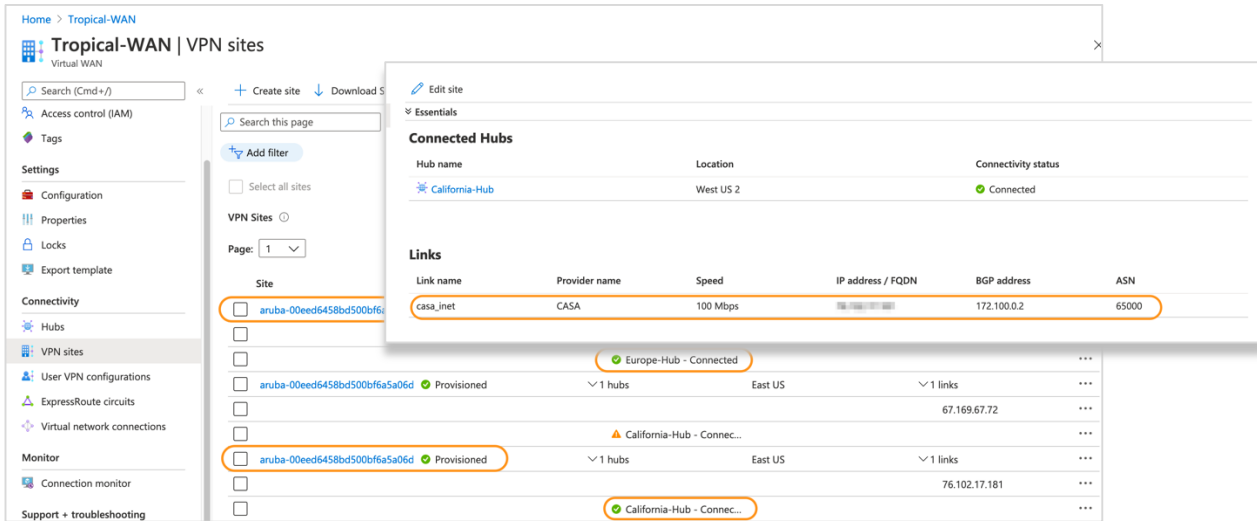 Home > Tropical-WAN
Tropical-WAN | VPN sites
Virtual WAN
Search (Cmd+/)
«
Access control (IAM)
Tags
Settings
Configuration
Properties
Locks
Export template
Connectivity
Hubs
VPN sites
User VPN configurations
ExpressRoute circuits
Virtual network connections
Monitor
Connection monitor
Support + troubleshooting
Create site
Download S
Search this page
Add filter
Select all sites
VPN Sites
Page: 1
Site
aruba-00eed6458bd500bf6a
Europe-Hub - Connected
aruba-00eed6458bd500bf6a5a06d Provisioned 1 hubs East US 1 links
67.169.67.72
California-Hub - Connec...
aruba-00eed6458bd500bf6a5a06d Provisioned 1 hubs East US 1 links
76.102.17.181
California-Hub - Connec...
Edit site
Essentials
Connected Hubs
Hub name Location Connectivity status
California-Hub West US 2 Connected
Links
Link name Provider name Speed IP address / FQDN BGP address ASN
casa_inet CASA 100 Mbps 172.100.0.2 65000